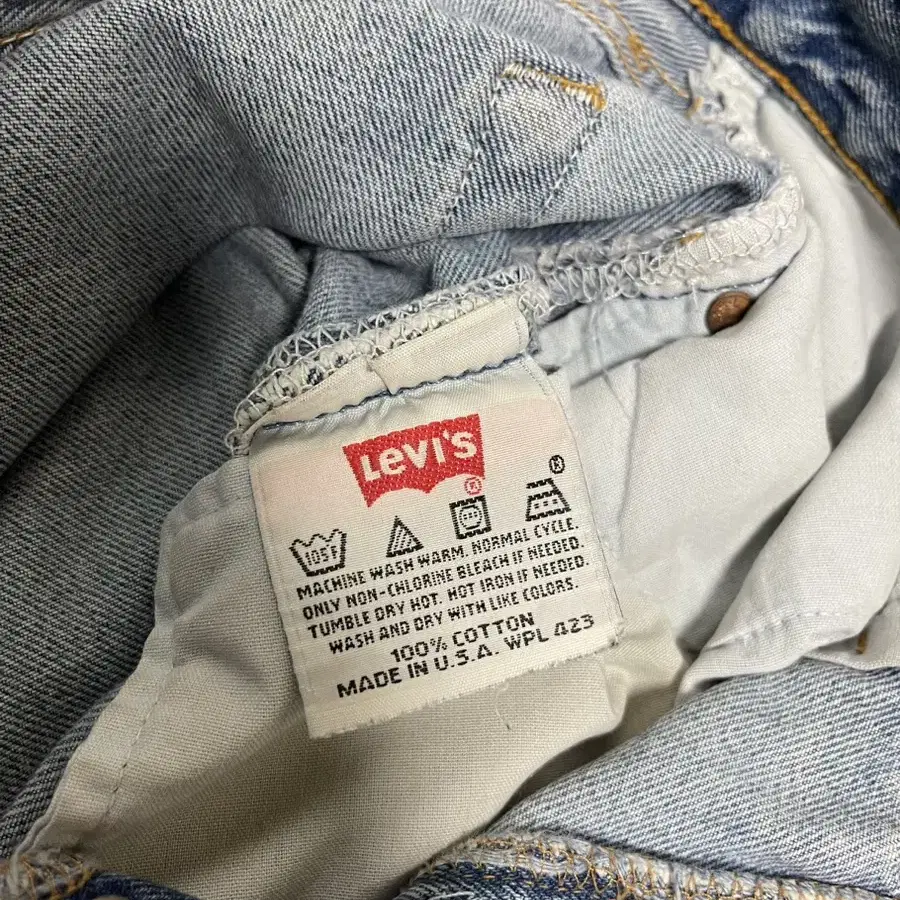 Levi's
®
®
105°F
MACHINE WASH WARM. NORMAL CYCLE.
ONLY NON-CHLORINE BLEACH IF NEEDED.
TUMBLE DRY HOT. HOT IRON IF NEEDED.
WASH AND DRY WITH LIKE COLORS.
100% COTTON
MADE IN U.S.A. WPL 423